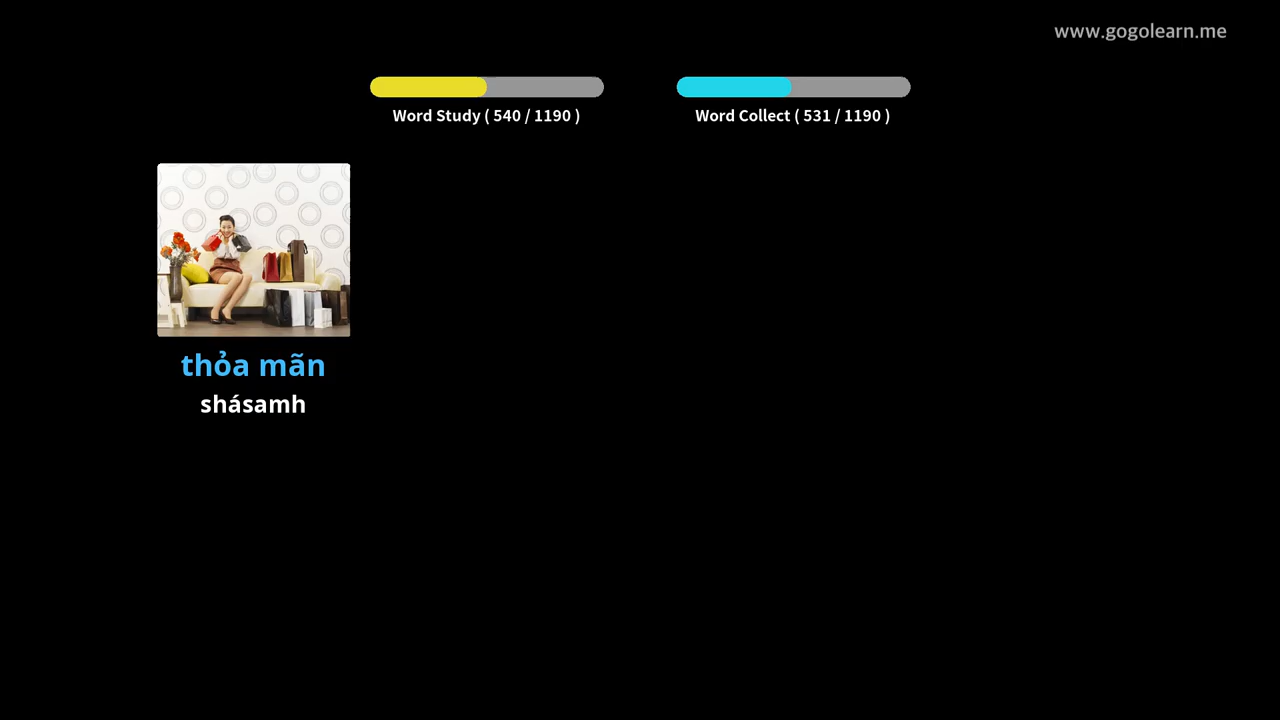 www.gogolearn.me
Word Study ( 540 / 1190 )
Word Collect ( 531 / 1190 )
thỏa mãn
shásamh